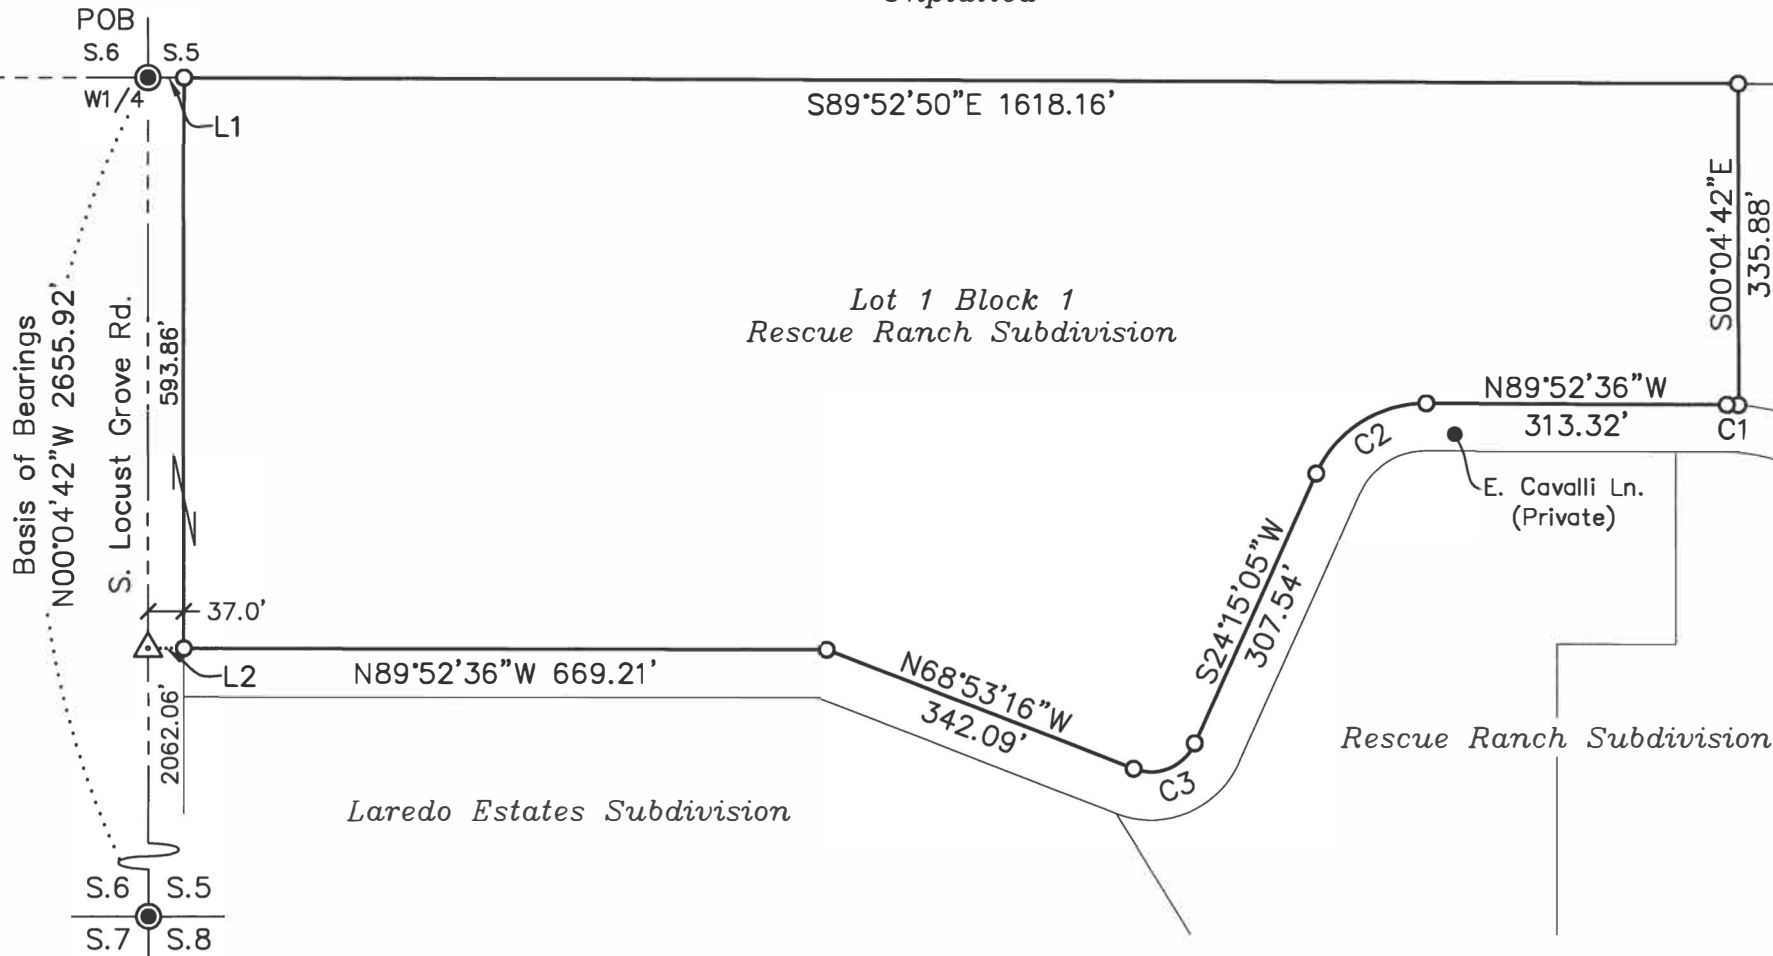 POB
S.6
S.5
W1/4
L1
S89°52'50"E 1618.16'
S00°04'42"E
335.88'
Lot 1 Block 1
Rescue Ranch Subdivision
Basis of Bearings
N00°04'42"W 2655.92'
S. Locust Grove Rd.
593.86'
N89°52'36"W
313.32'
C1
C2
E. Cavalli Ln.
(Private)
S24°15'05"W
307.54'
37.0'
L2
N89°52'36"W 669.21'
N68°53'16"W
342.09'
C3
2062.06'
Rescue Ranch Subdivision
Laredo Estates Subdivision
S.6
S.5
S.7
S.8